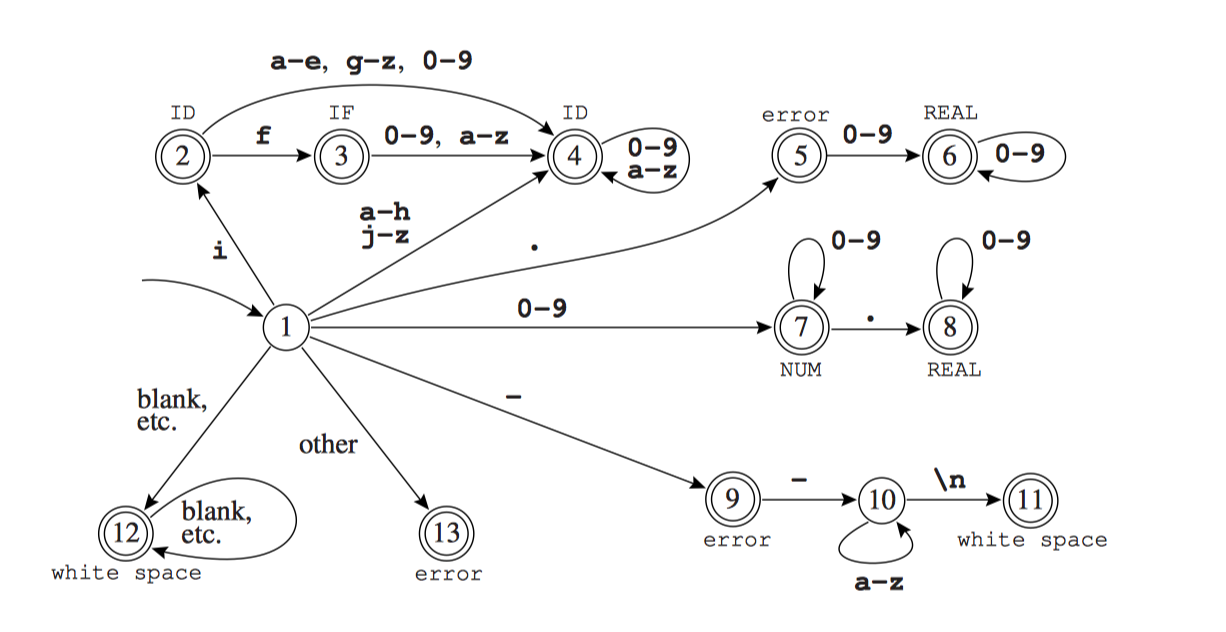 a–e, g–z, 0–9
ID
IF
ID
error
REAL
f
0–9, a–z
0–9
a–z
0–9
0–9
2
3
4
5
6
a–h
j–z
i
.
0–9
0–9
0–9
1
7
.
8
NUM
REAL
blank,
etc.
–
other
–
\n
blank,
etc.
9
10
11
12
13
error
white space
white space
error
a–z